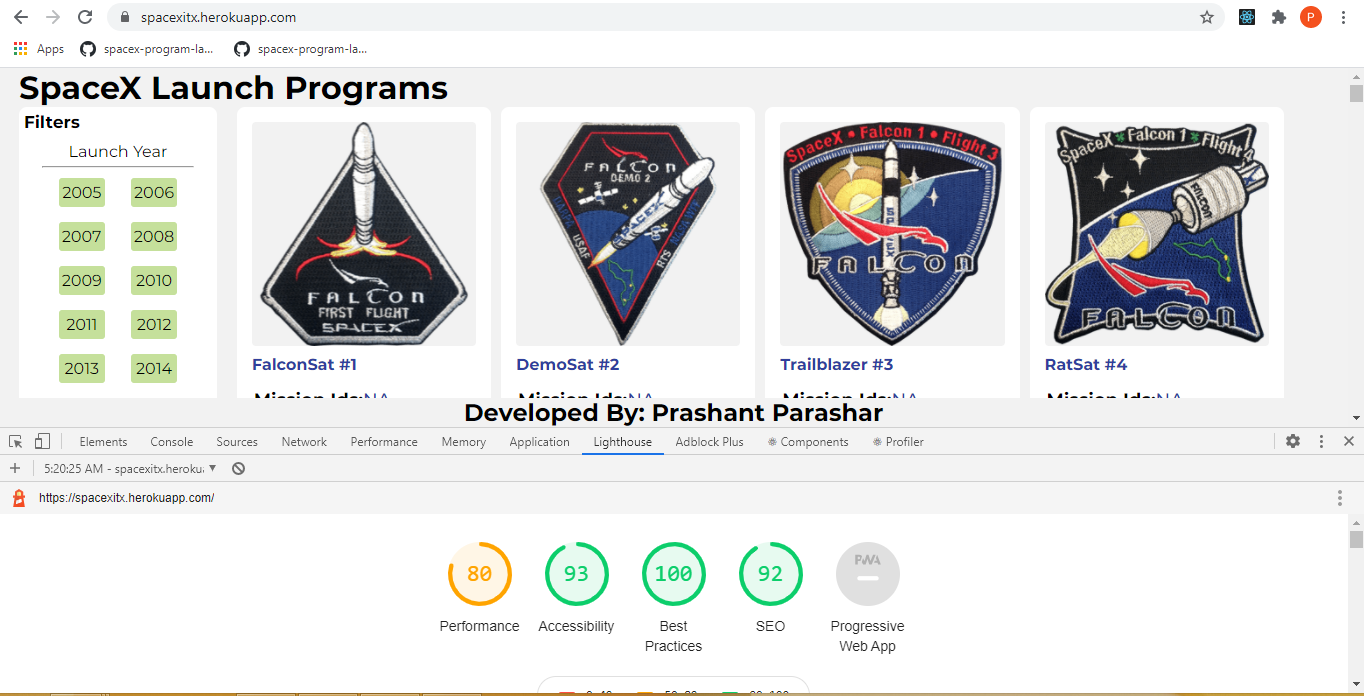 spacexitx.herokuapp.com
P
Apps spacex-program-la... spacex-program-la...
SpaceX Launch Programs
Filters
Launch Year
2005 2006
2007 2008
2009 2010
2011 2012
2013 2014
FALCON
FIRST FLIGHT
SPACEX
FalconSat #1
Mission Ids:NA
FALCON
DEMO 2
SPACEX
USAF
RTS
DemoSat #2
Mission Ids:NA
SpaceX • Falcon 1 • Flight 3
SPACEX
FALCON
Trailblazer #3
Mission Ids:NA
SpaceX Falcon 1 Flight 4
FALCON
FALCON
RatSat #4
Mission Ids:NA
Developed By: Prashant Parashar
Elements Console Sources Network Performance Memory Application Lighthouse Adblock Plus Components Profiler
5:20:25 AM - spacexitx.heroku
https://spacexitx.herokuapp.com/
80 93 100 92 PWA
Performance Accessibility Best Practices SEO Progressive Web App